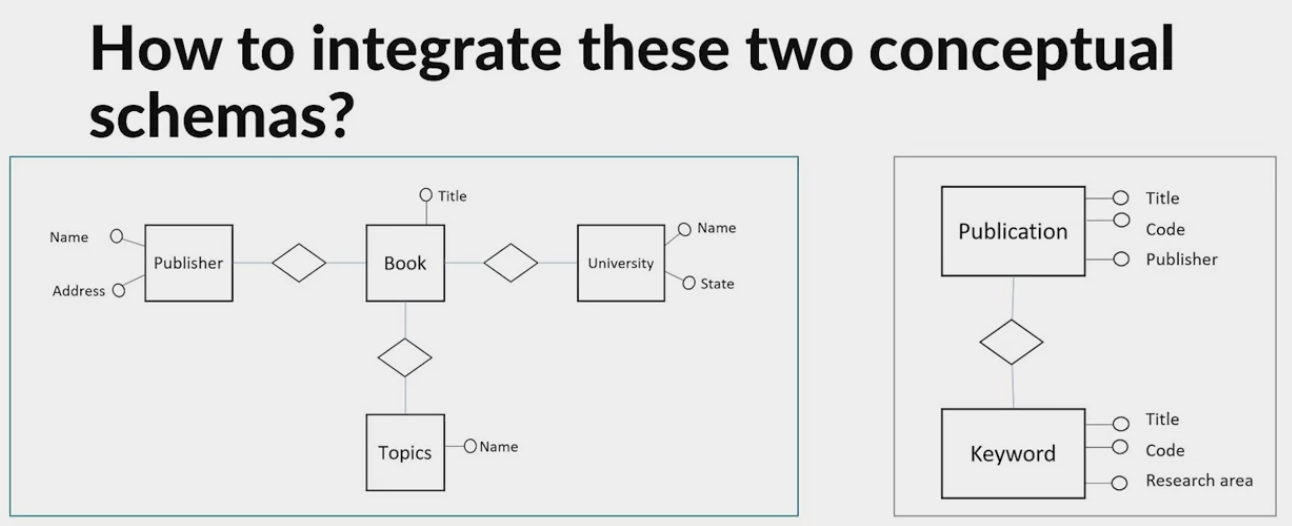 How to integrate these two conceptual
schemas?
Title
Name
Address
Publisher
Book
University
Name
State
Topics
Name
Publication
Title
Code
Publisher
Keyword
Title
Code
Research area